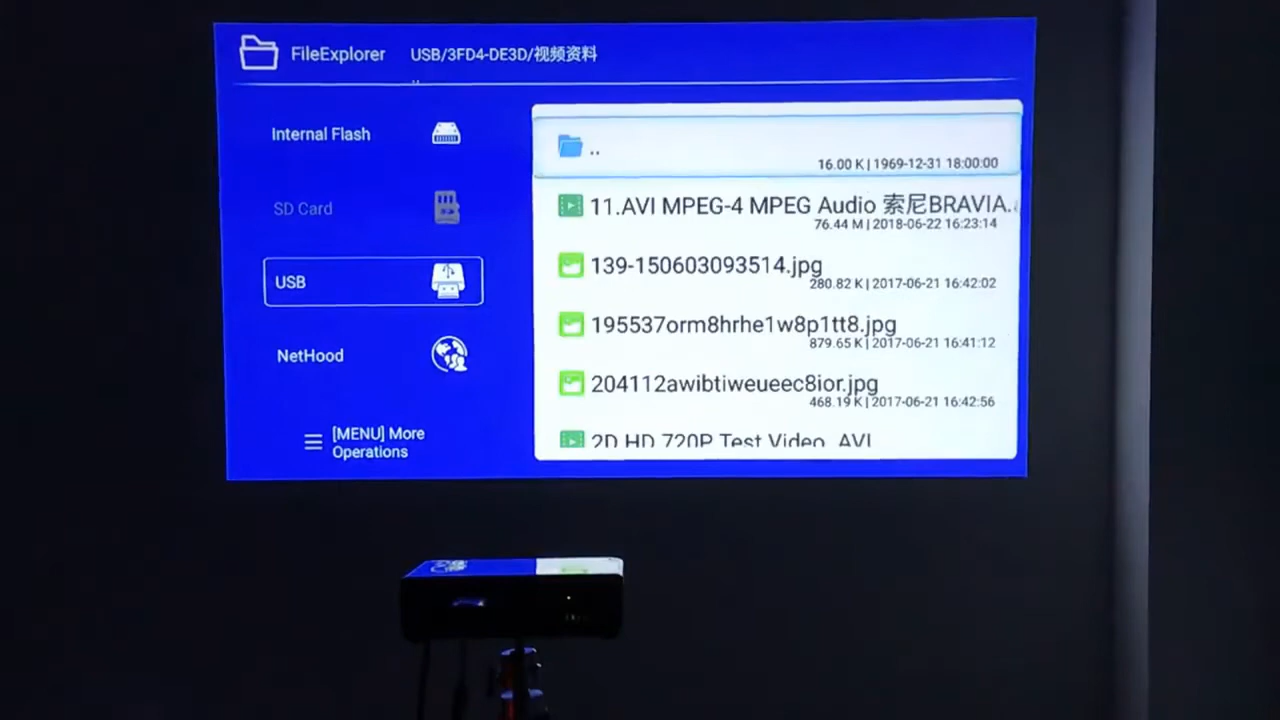 FileExplorer USB/3FD4-DE3D/视频资料
..
Internal Flash
SD Card
USB
NetHood
[MENU] More
Operations
..
16.00 K | 1969-12-31 18:00:00
11.AVI MPEG-4 MPEG Audio 索尼BRAVIA.
76.44 M | 2018-06-22 16:23:14
139-150603093514.jpg
280.82 K | 2017-06-21 16:42:02
195537orm8hrhe1w8p1tt8.jpg
879.65 K | 2017-06-21 16:41:12
204112awibtiweueec8ior.jpg
468.19 K | 2017-06-21 16:42:56
2D HD 720P Test Video .AVI